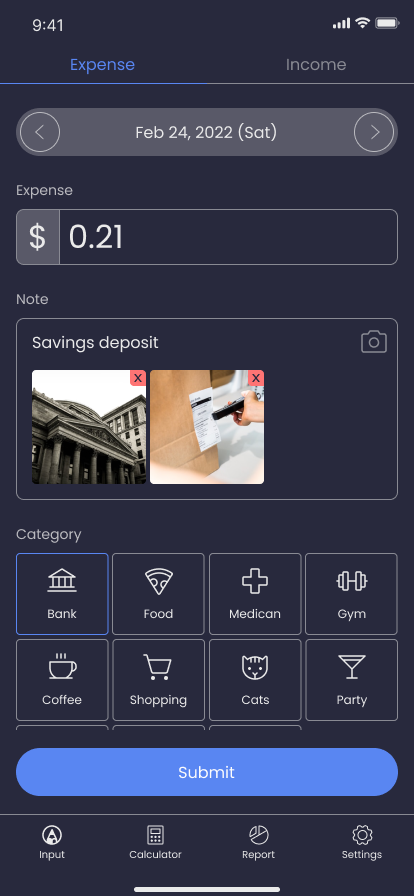 9:41
Expense Income
Feb 24, 2022 (Sat)
Expense
$ 0.21
Note
Savings deposit
X X
Category
Bank Food Medican Gym
Coffee Shopping Cats Party
Submit
Input Calculator Report Settings